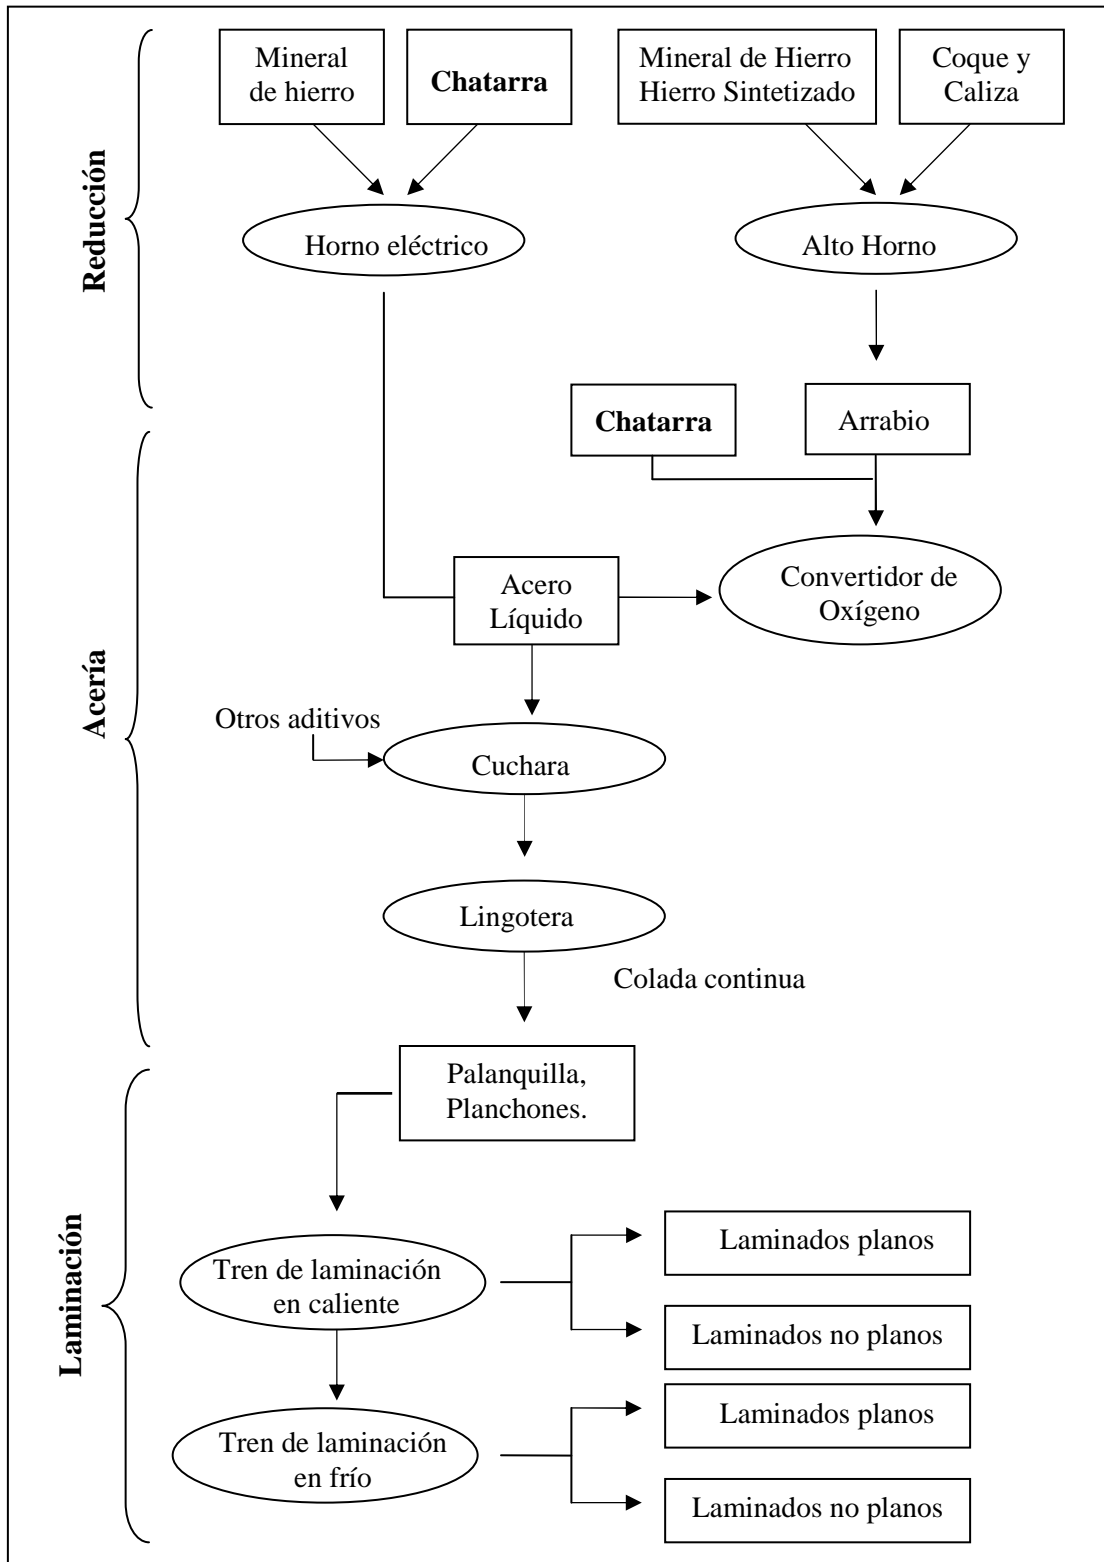 Reducción
Mineral
de hierro
Chatarra
Mineral de Hierro
Hierro Sintetizado
Coque y
Caliza
Horno eléctrico
Alto Horno
Chatarra
Arrabio
Acería
Acero
Líquido
Convertidor de
Oxígeno
Otros aditivos
Cuchara
Lingotera
Colada continua
Laminación
Palanquilla,
Planchones.
Tren de laminación
en caliente
Laminados planos
Laminados no planos
Tren de laminación
en frío
Laminados planos
Laminados no planos